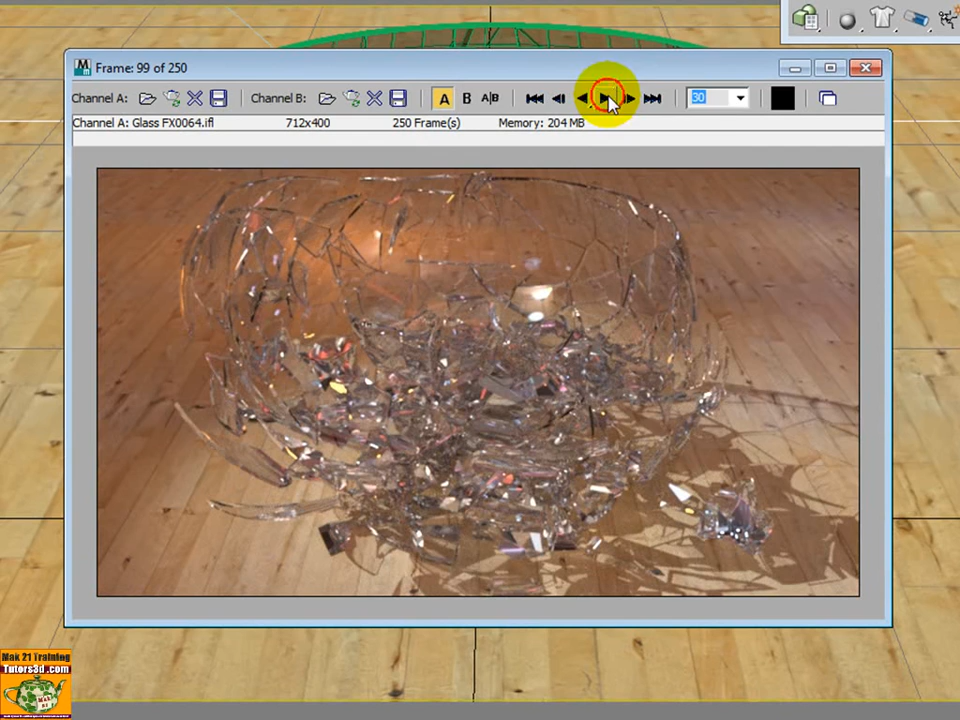 Frame: 99 of 250
Channel A:
Channel B:
A
B
A|B
30
Channel A: Glass FX0064.ifl 712x400 250 Frame(s) Memory: 204 MB
Mak 21 Training
Tutors3d .com